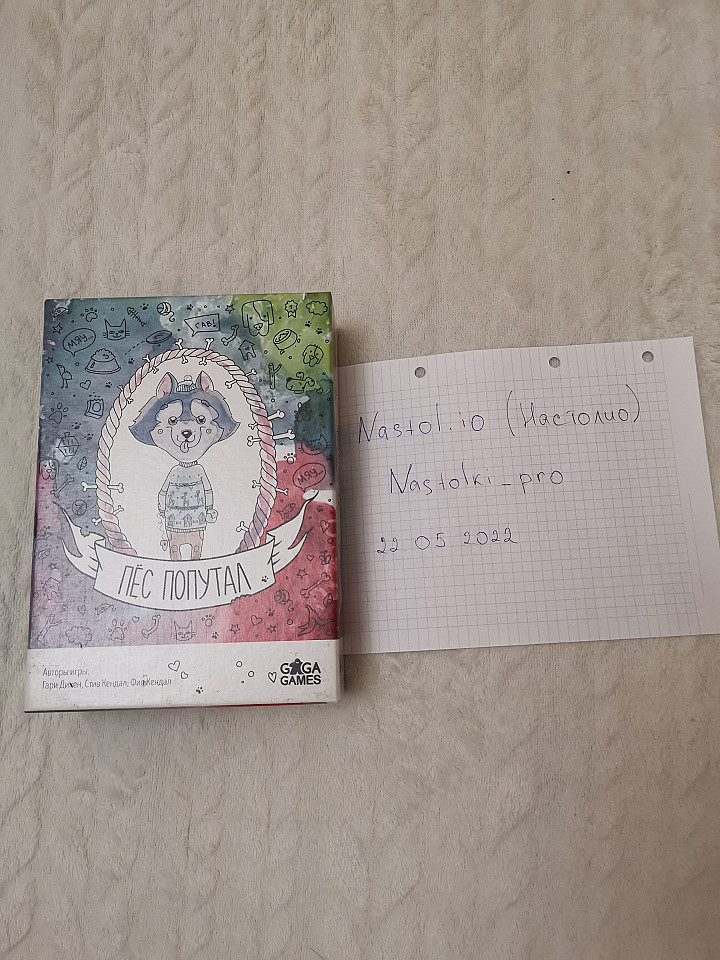 МЯУ...
ГАВ!
МЯУ...
ПЁС ПОПУТАЛ
Авторы игры:
Гари Дихен, Стив Кендал, Фил Кендал
GAGA
GAMES
Nastol.io (Настолио)
Nastolki_pro
22 05 2022